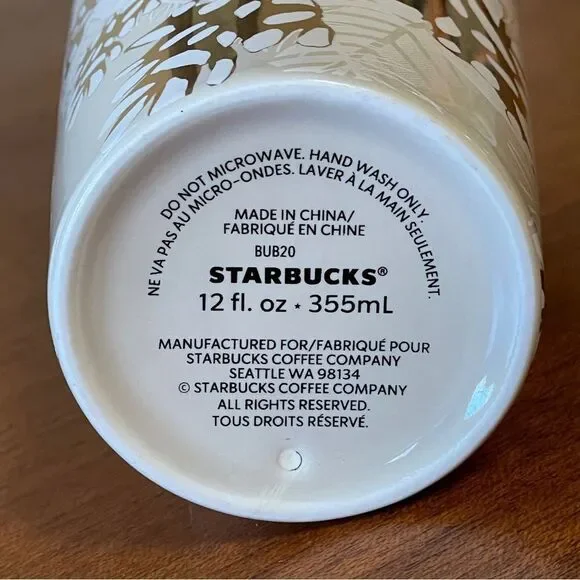 DO NOT MICROWAVE. HAND WASH ONLY.
NE VA PAS AU MICRO-ONDES. LAVER À LA MAIN SEULEMENT.
MADE IN CHINA/
FABRIQUÉ EN CHINE
BUB20
STARBUCKS®
12 fl. oz • 355mL
MANUFACTURED FOR/FABRIQUÉ POUR
STARBUCKS COFFEE COMPANY
SEATTLE WA 98134
© STARBUCKS COFFEE COMPANY
ALL RIGHTS RESERVED.
TOUS DROITS RÉSERVÉ.